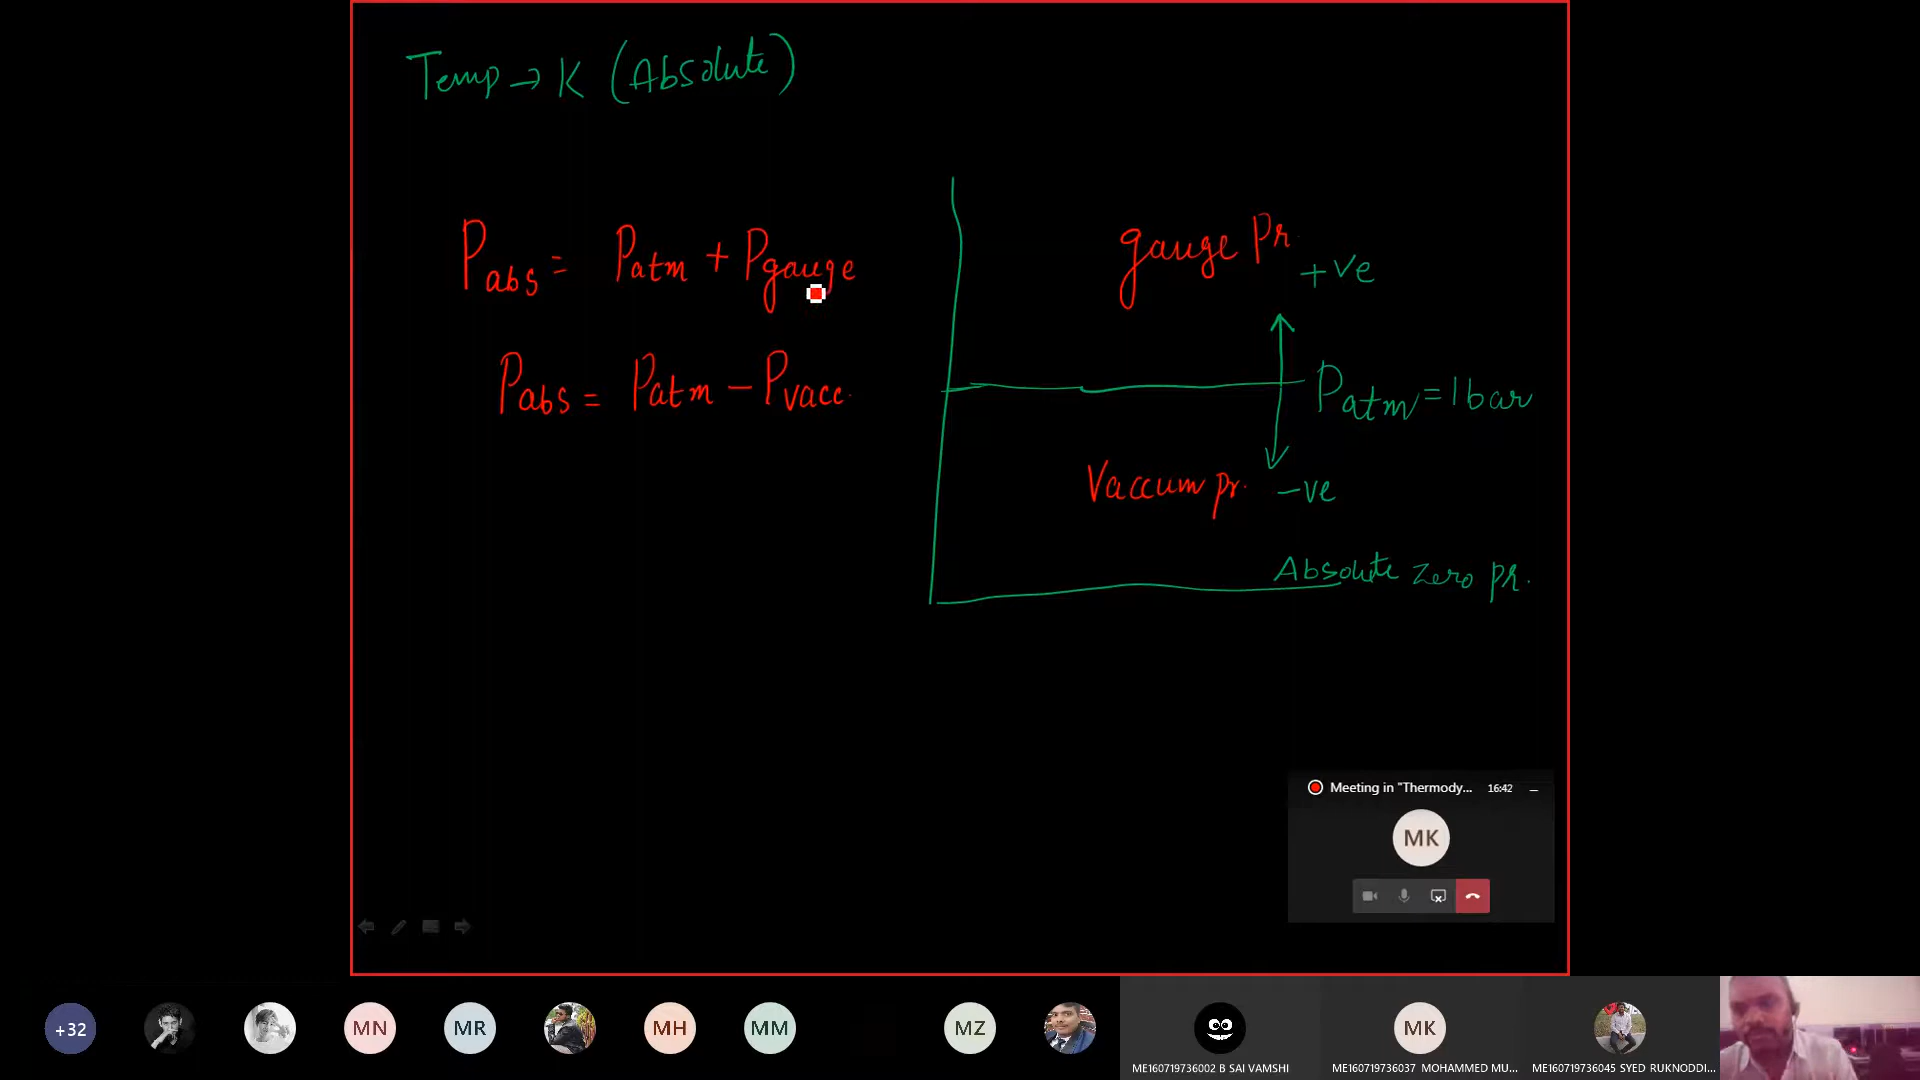 Temp → K (Absolute)
Pabs = Patm + Pgauge
Pabs = Patm - Pvacc.
gauge Pr.
+ve
Patm = 1bar
Vaccum pr.
-ve
Absolute zero pr.
Meeting in "Thermody... 16:42
MK
+32
MN
MR
MH
MM
MZ
MK
ME160719736002 B SAI VAMSHI
ME160719736037 MOHAMMED MU...
ME160719736045 SYED RUKNODDI...